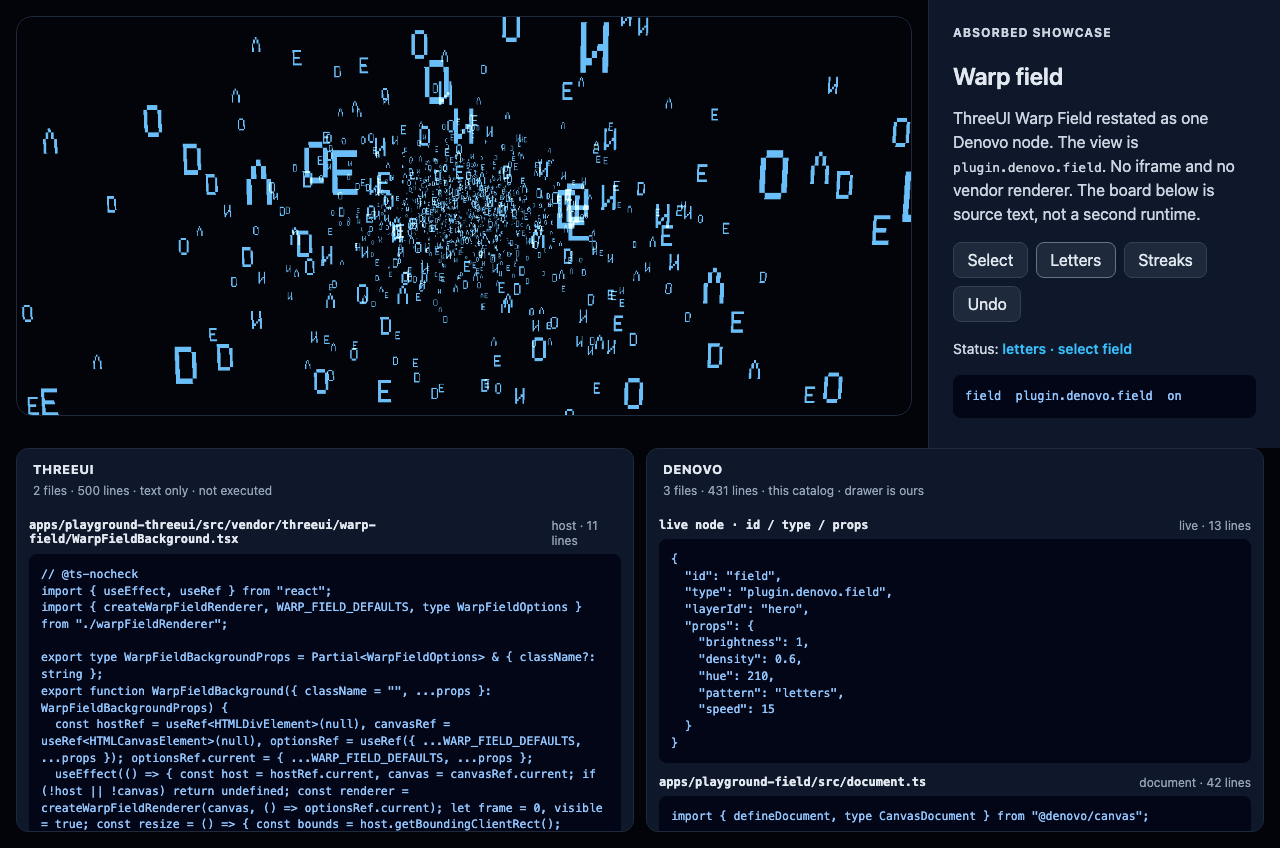 ABSORBED SHOWCASE
Warp field
ThreeUI Warp Field restated as one
Denovo node. The view is
plugin.denovo.field. No iframe and no
vendor renderer. The board below is
source text, not a second runtime.
Select
Letters
Streaks
Undo
Status: letters · select field
field  plugin.denovo.field  on
THREEUI
2 files · 500 lines · text only · not executed
apps/playground-threeui/src/vendor/threeui/warp-
field/WarpFieldBackground.tsx
host · 11
lines
// @ts-nocheck
import { useEffect, useRef } from "react";
import { createWarpFieldRenderer, WARP_FIELD_DEFAULTS, type WarpFieldOptions }
from "./warpFieldRenderer";
export type WarpFieldBackgroundProps = Partial<WarpFieldOptions> & { className?:
string };
export function WarpFieldBackground({ className = "", ...props }:
WarpFieldBackgroundProps) {
  const hostRef = useRef<HTMLDivElement>(null), canvasRef =
useRef<HTMLCanvasElement>(null), optionsRef = useRef({ ...WARP_FIELD_DEFAULTS,
...props }); optionsRef.current = { ...WARP_FIELD_DEFAULTS, ...props };
  useEffect(() => { const host = hostRef.current, canvas = canvasRef.current; if
(!host || !canvas) return undefined; const renderer =
createWarpFieldRenderer(canvas, () => optionsRef.current); let frame = 0, visible
= true; const resize = () => { const bounds = host.getBoundingClientRect();
DENOVO
3 files · 431 lines · this catalog · drawer is ours
live node · id / type / props
live · 13 lines
{
  "id": "field",
  "type": "plugin.denovo.field",
  "layerId": "hero",
  "props": {
    "brightness": 1,
    "density": 0.6,
    "hue": 210,
    "pattern": "letters",
    "speed": 15
  }
}
apps/playground-field/src/document.ts
document · 42 lines
import { defineDocument, type CanvasDocument } from "@denovo/canvas";